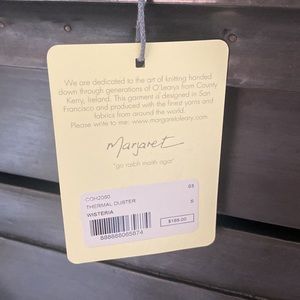 We are dedicated to the art of knitting handed
down through generations of O'Learys from County
Kerry, Ireland. This garment is designed in San
Francisco and produced with the finest yarns and
fabrics from around the world.
Please write to me: www.margaretoleary.com
Margaret
"go raibh maith agat"
COH2050
THERMAL DUSTER
S
WISTERIA
$165.00
888868065874